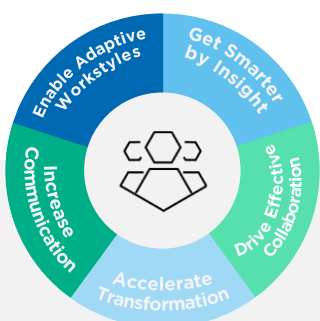 Enable Adaptive
Workstyles
Get Smarter
by Insight
Drive Effective
Collaboration
Accelerate
Transformation
Increase
Communication